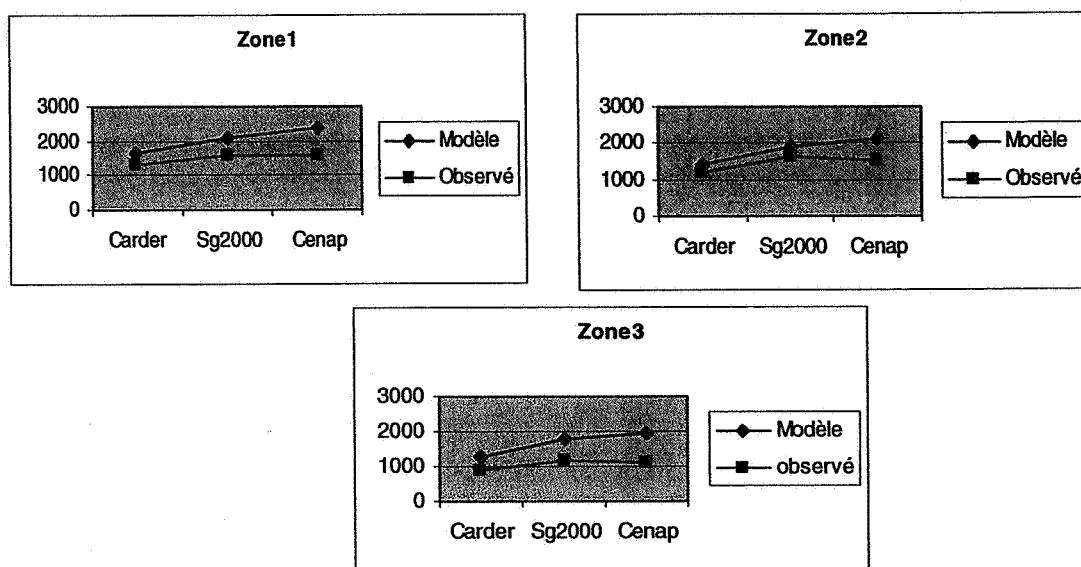 Zone1
3000
2000
1000
0
Carder Sg2000 Cenap
Modèle
Observé
Zone2
3000
2000
1000
0
Carder Sg2000 Cenap
Modèle
Observé
Zone3
3000
2000
1000
0
Carder Sg2000 Cenap
Modèle
observé